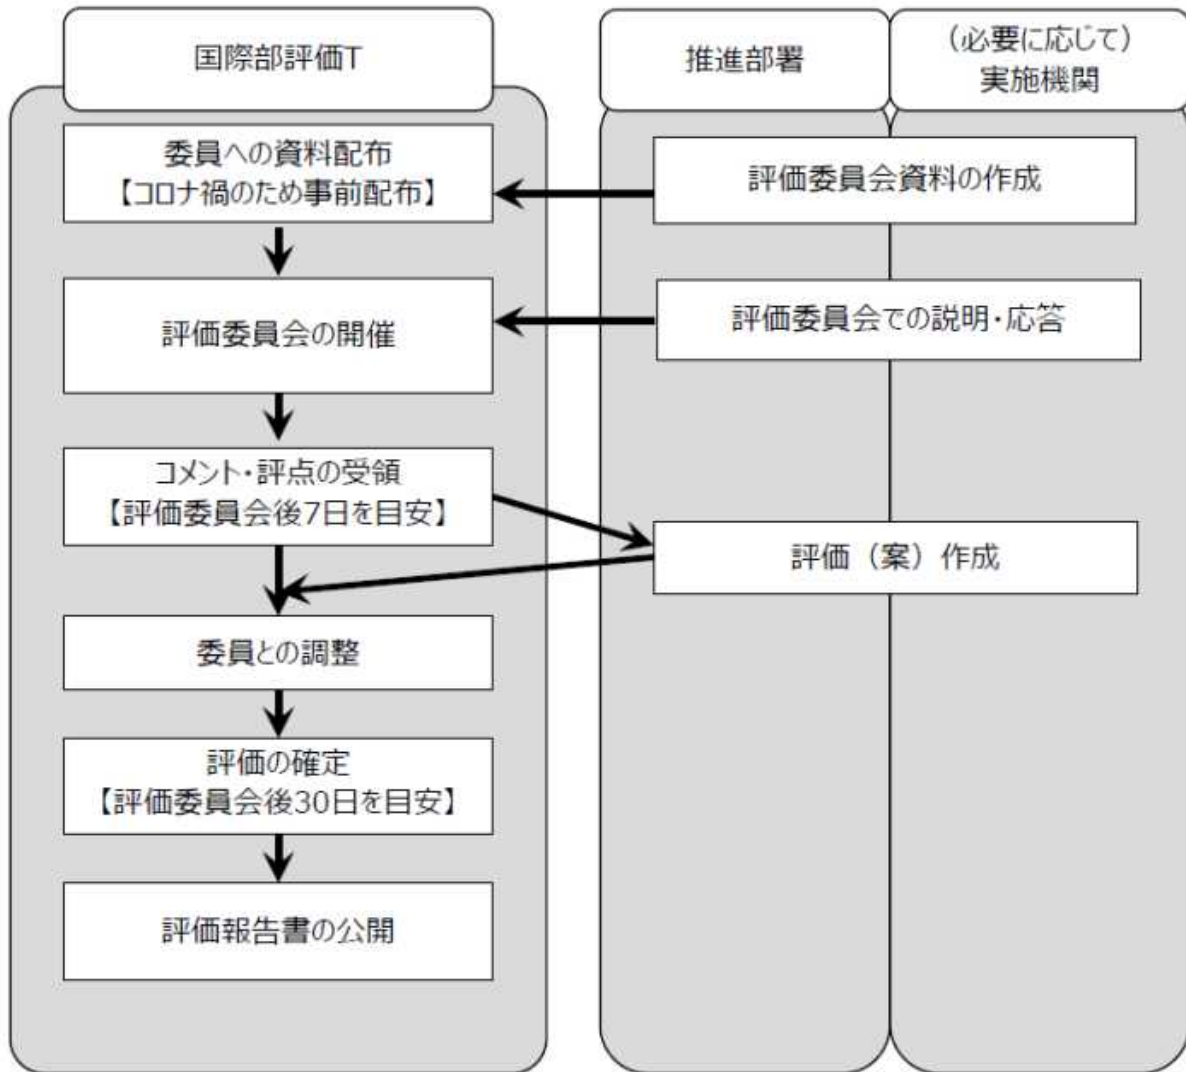 国際部評価T
推進部署
(必要に応じて)
実施機関
委員への資料配布
【コロナ禍のため事前配布】
評価委員会資料の作成
評価委員会の開催
評価委員会での説明・応答
コメント・評点の受領
【評価委員会後7日を目安】
評価（案）作成
委員との調整
評価の確定
【評価委員会後30日を目安】
評価報告書の公開